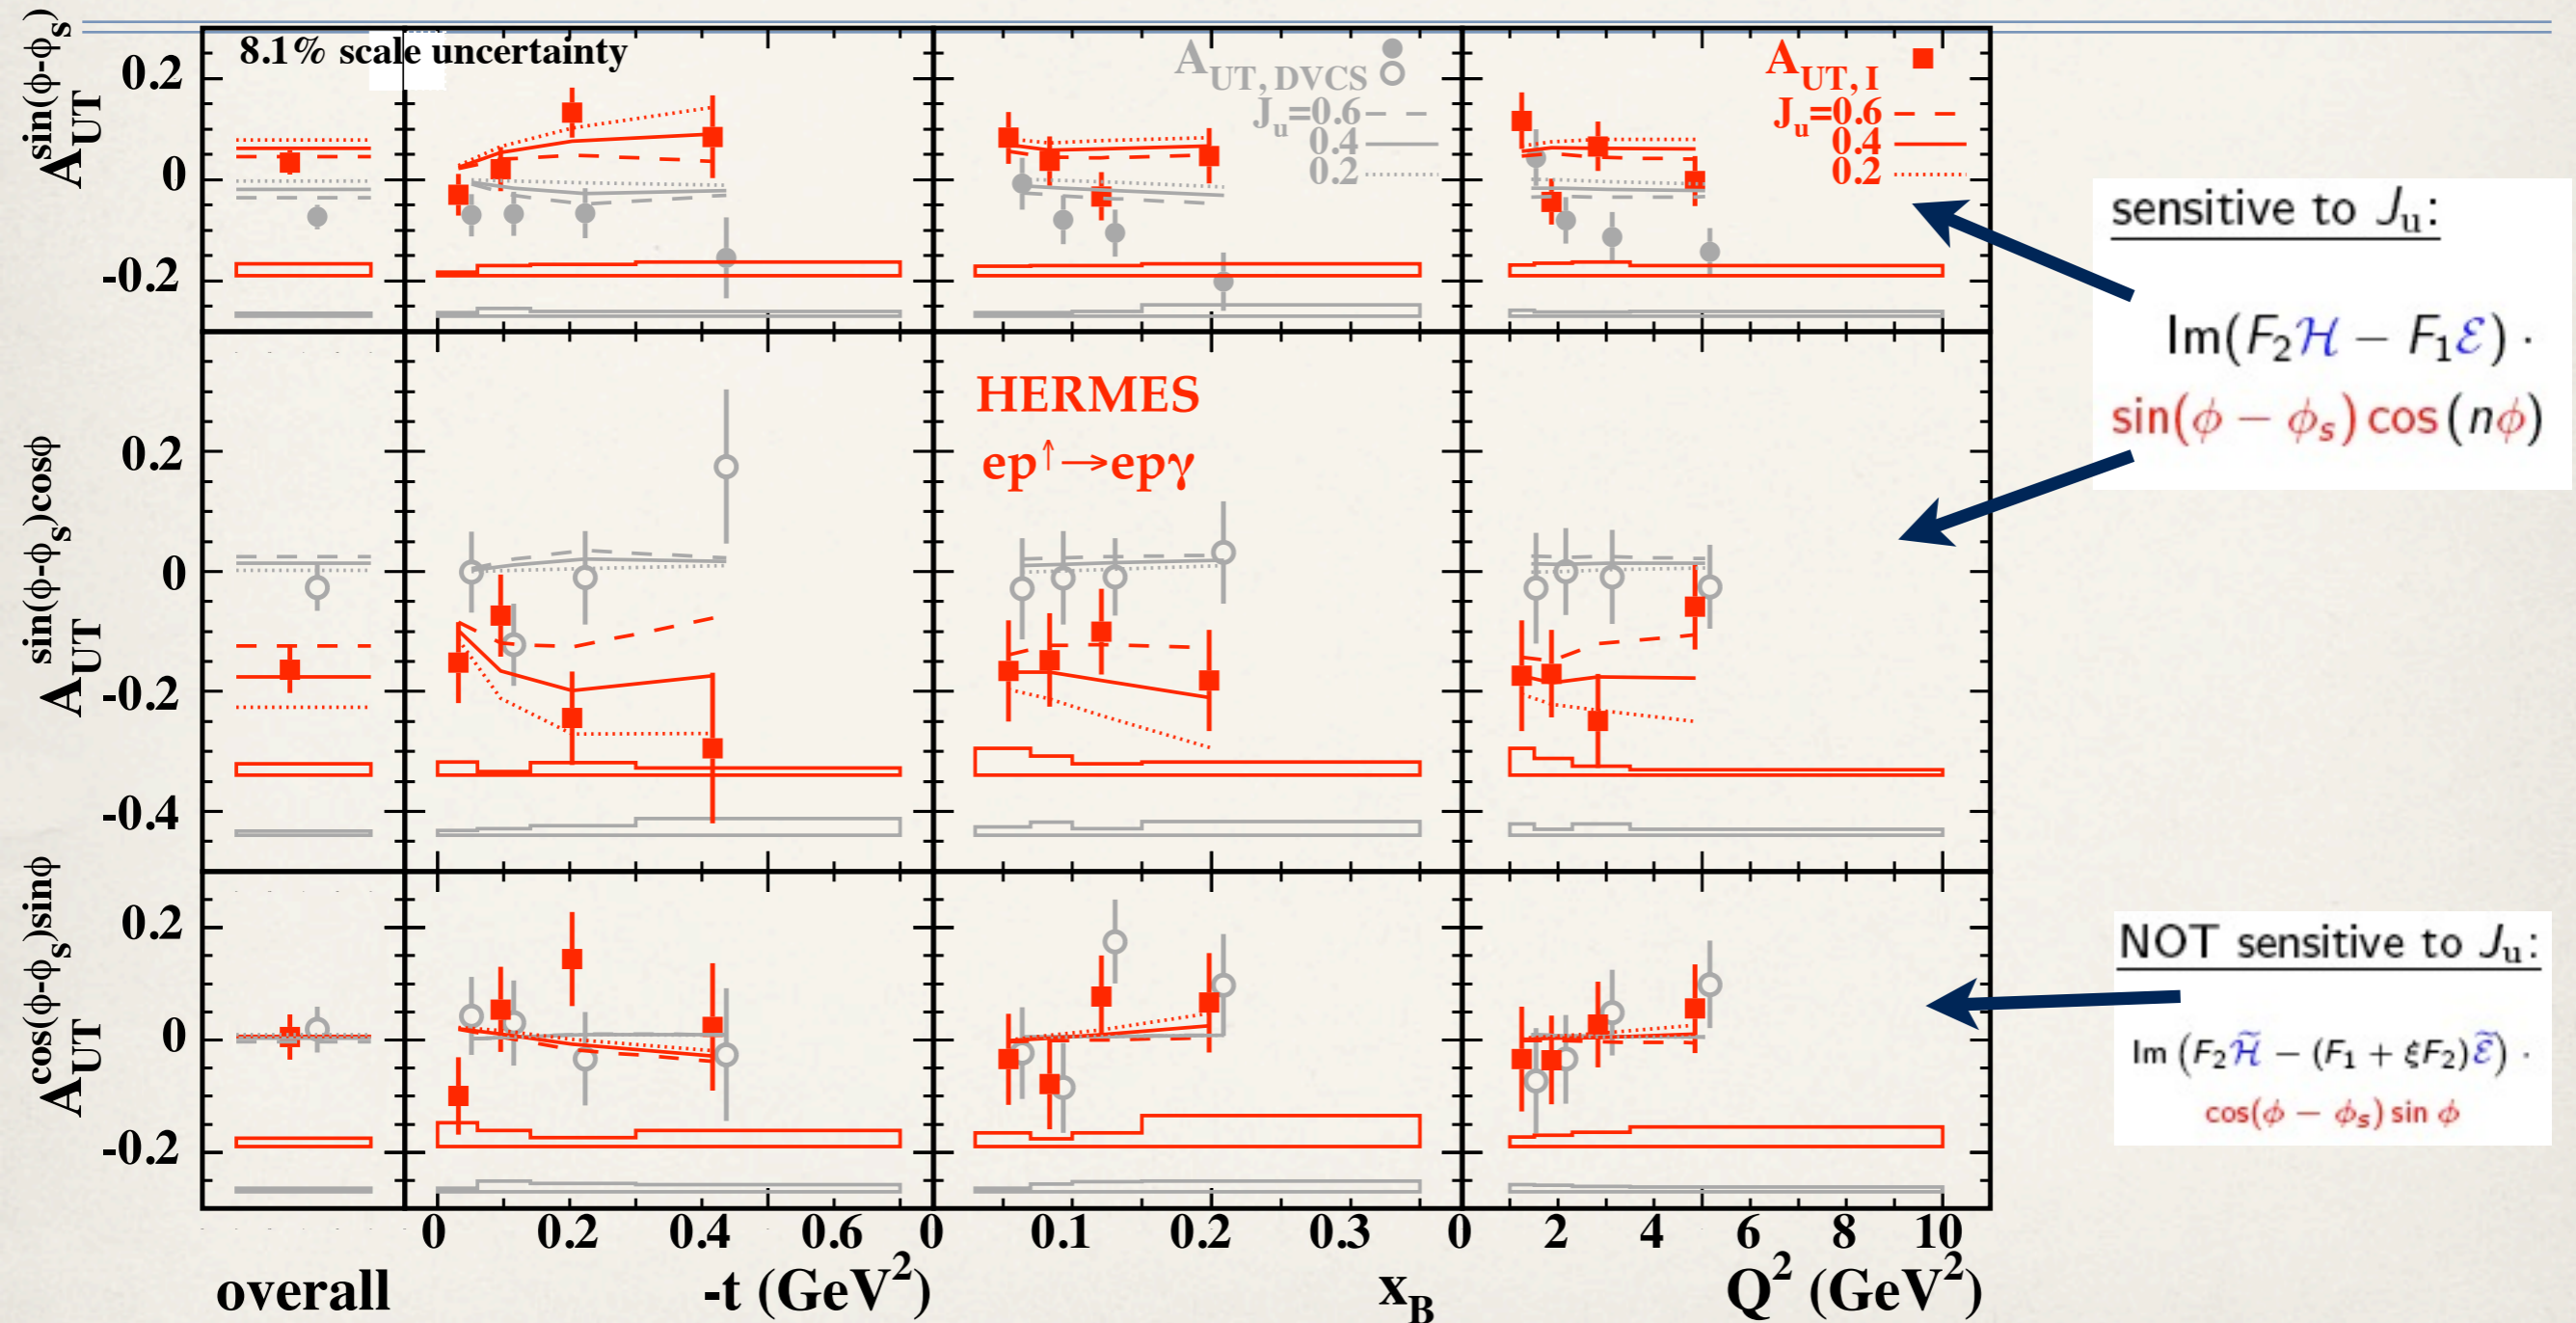 8.1% scale uncertainty
A_UT^sin(ϕ-ϕ_s)
0.2
0
-0.2
A_UT, DVCS
J_u=0.6
0.4
0.2
A_UT, I
J_u=0.6
0.4
0.2
A_UT^sin(ϕ-ϕ_s)cosϕ
0.2
0
-0.2
-0.4
HERMES
ep↑→epγ
A_UT^cos(ϕ-ϕ_s)sinϕ
0.2
0
-0.2
0 0.2 0.4 0.6 0 0.1 0.2 0.3 0 2 4 6 8 10
overall -t (GeV²) x_B Q² (GeV²)
sensitive to J_u:
Im(F₂ℋ − F₁ℰ) ·
sin(ϕ − ϕ_s) cos (nϕ)
NOT sensitive to J_u:
Im (F₂ℋ̃ − (F₁ + ξF₂)ℰ̃) ·
cos(ϕ − ϕ_s) sin ϕ